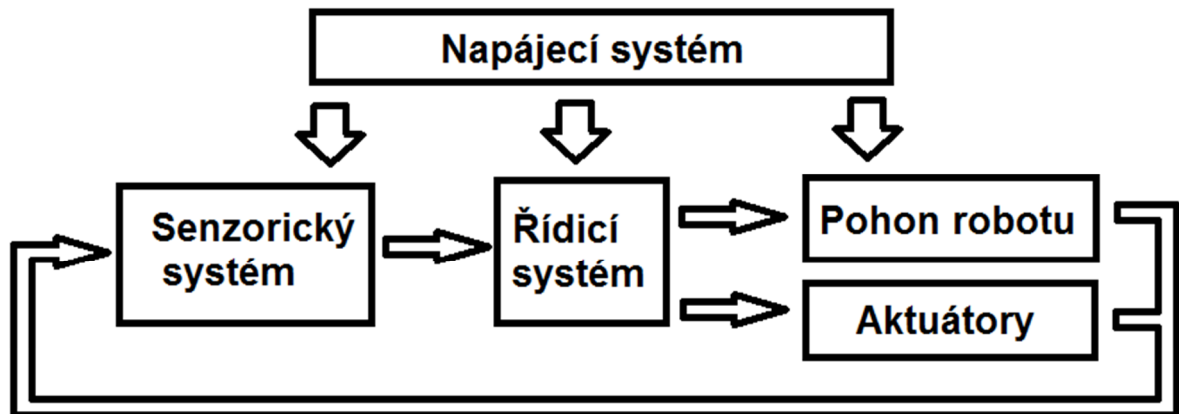 Napájecí systém
Senzorický
systém
Řídicí
systém
Pohon robotu
Aktuátory